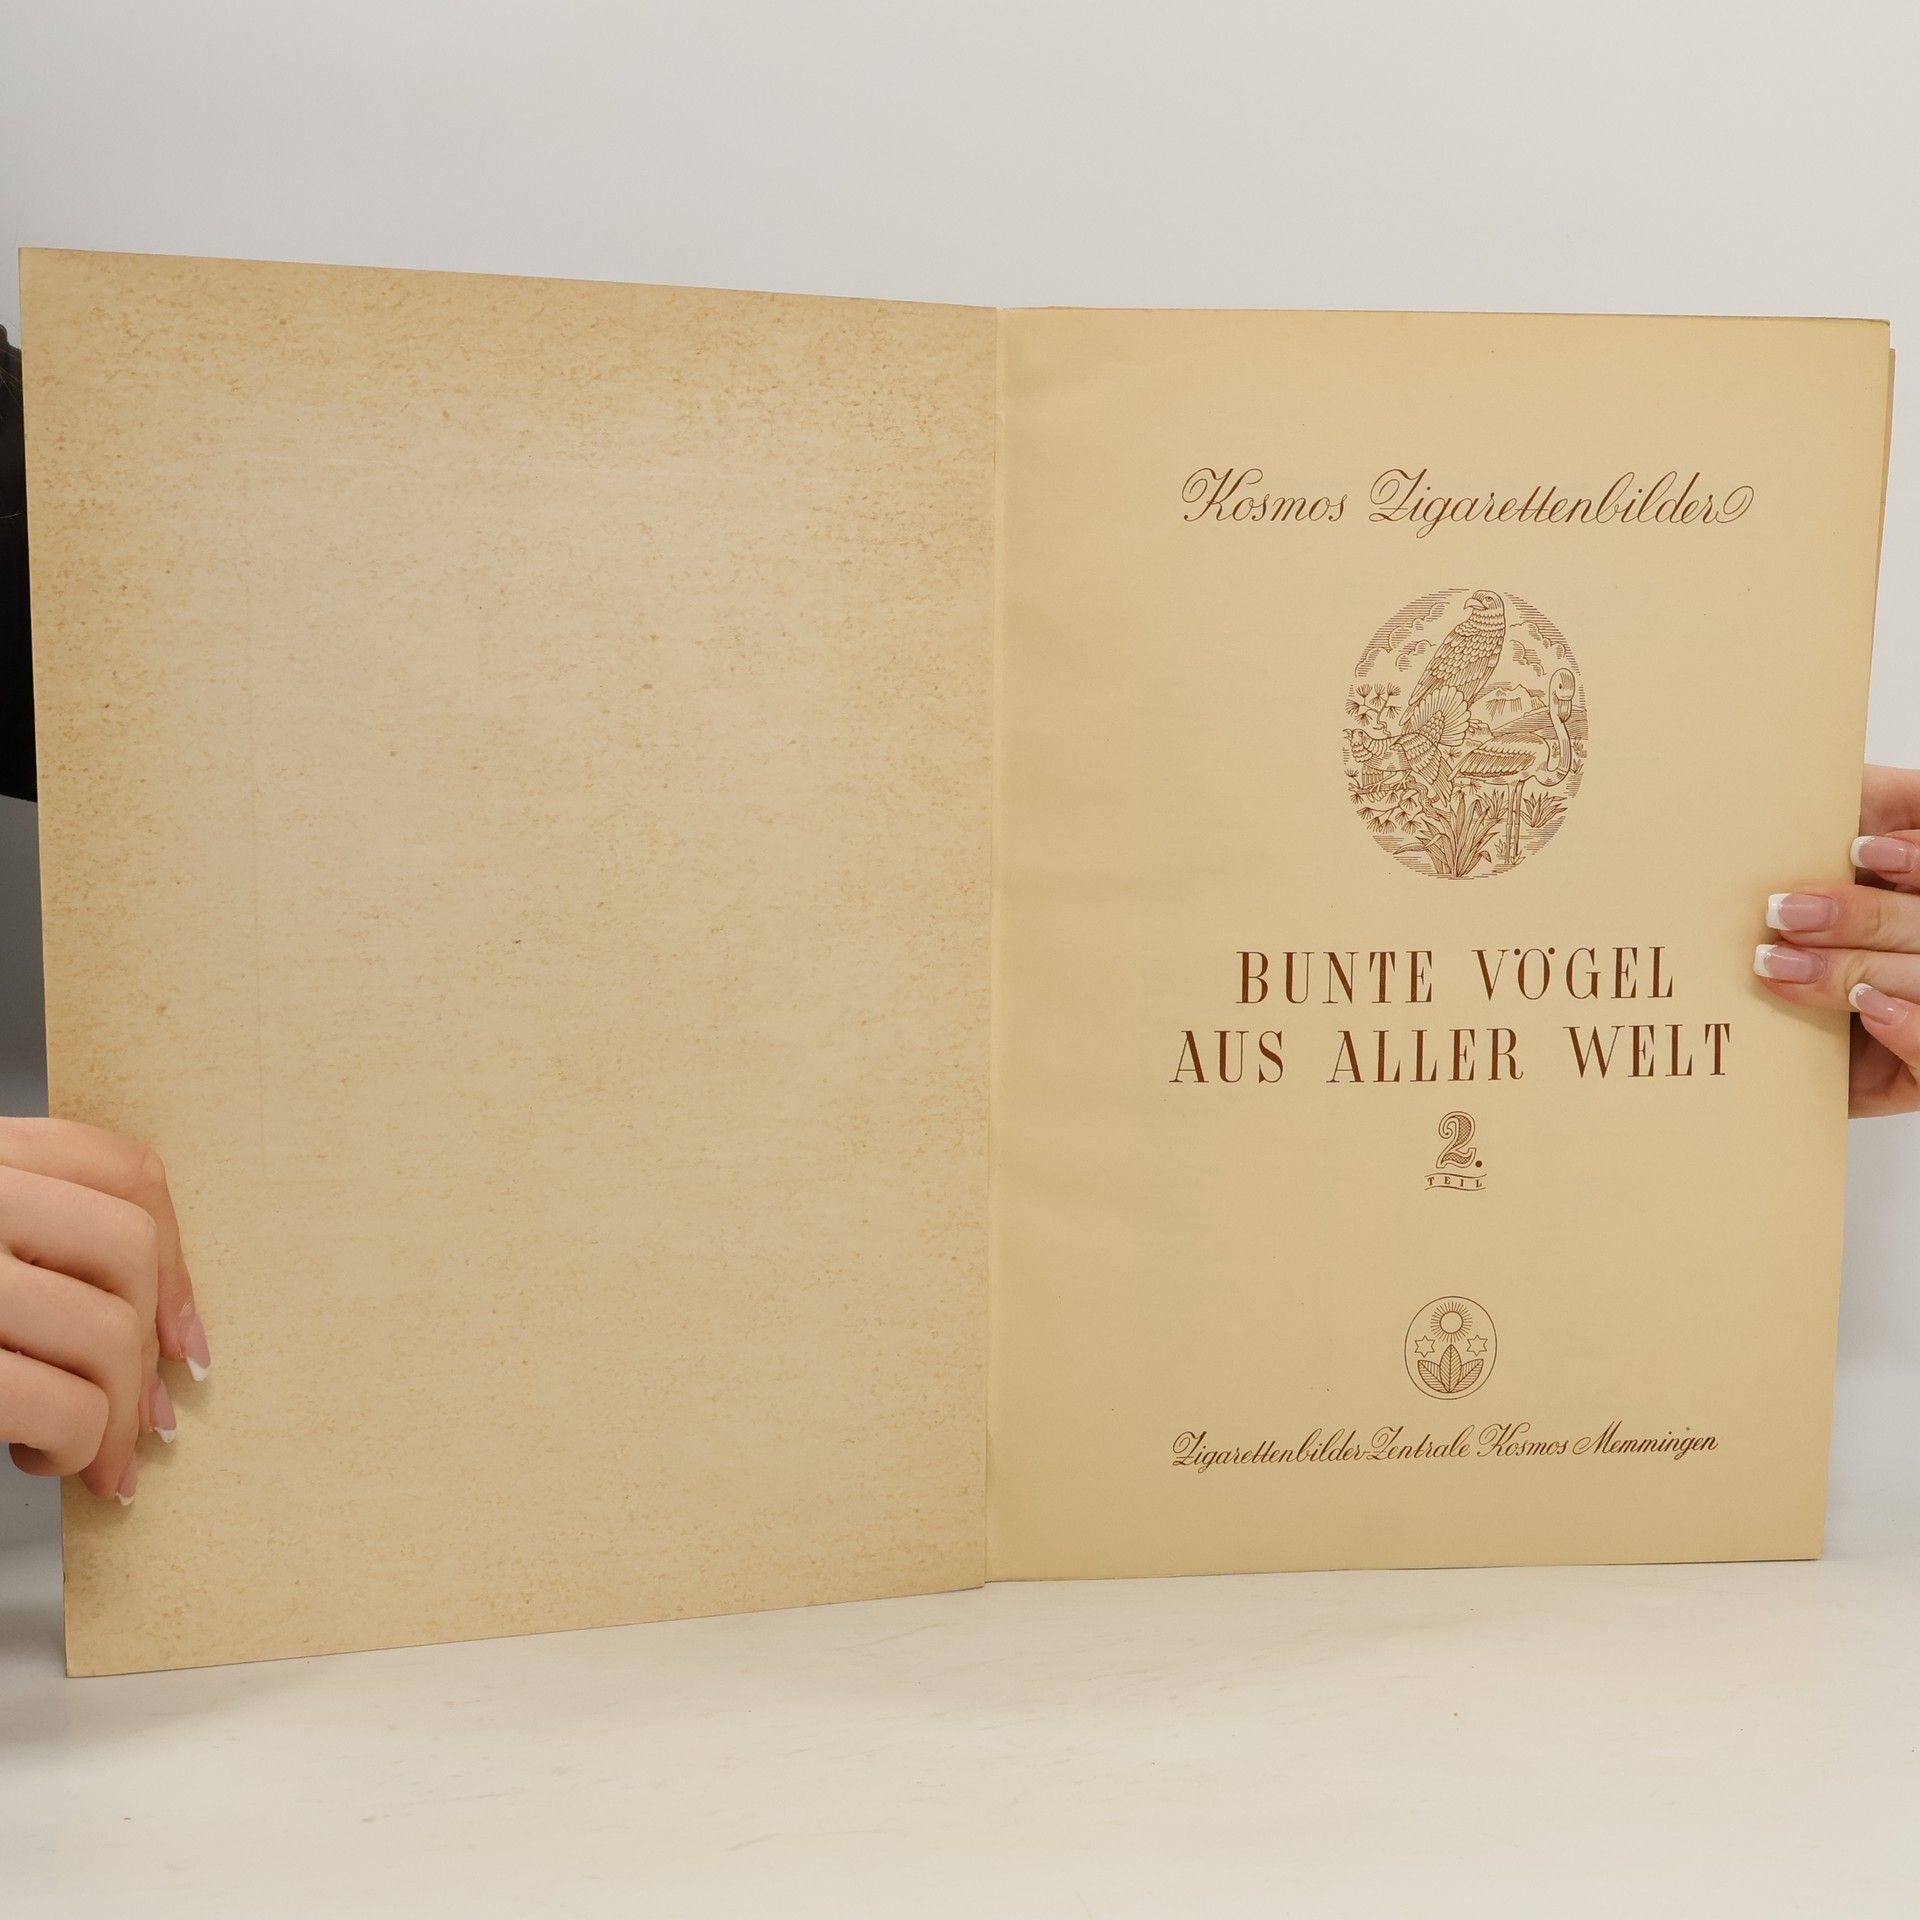 Kosmos Zigarettenbilder
BUNTE VÖGEL
AUS ALLER WELT
2.
TEIL
Zigarettenbilder-Zentrale Kosmos Memmingen